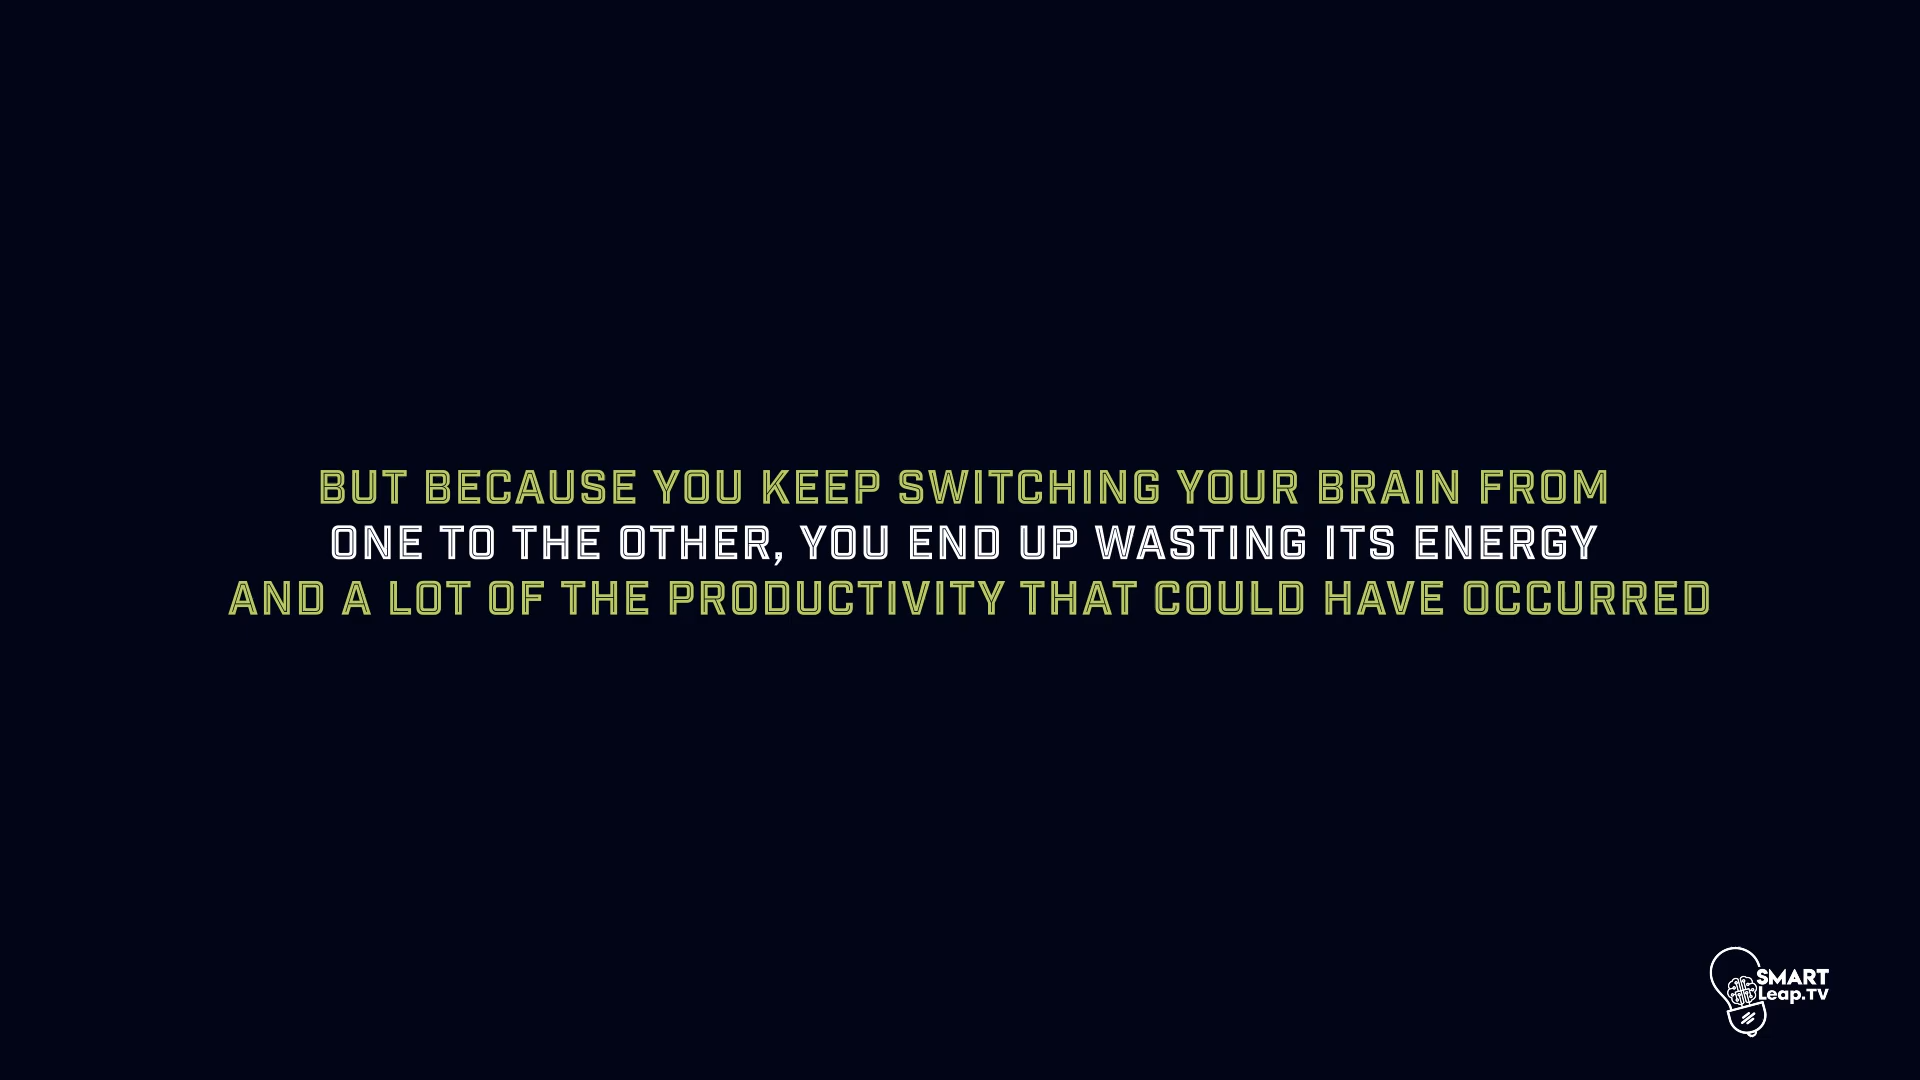 BUT BECAUSE YOU KEEP SWITCHING YOUR BRAIN FROM
ONE TO THE OTHER, YOU END UP WASTING ITS ENERGY
AND A LOT OF THE PRODUCTIVITY THAT COULD HAVE OCCURRED
SMART
Leap.TV